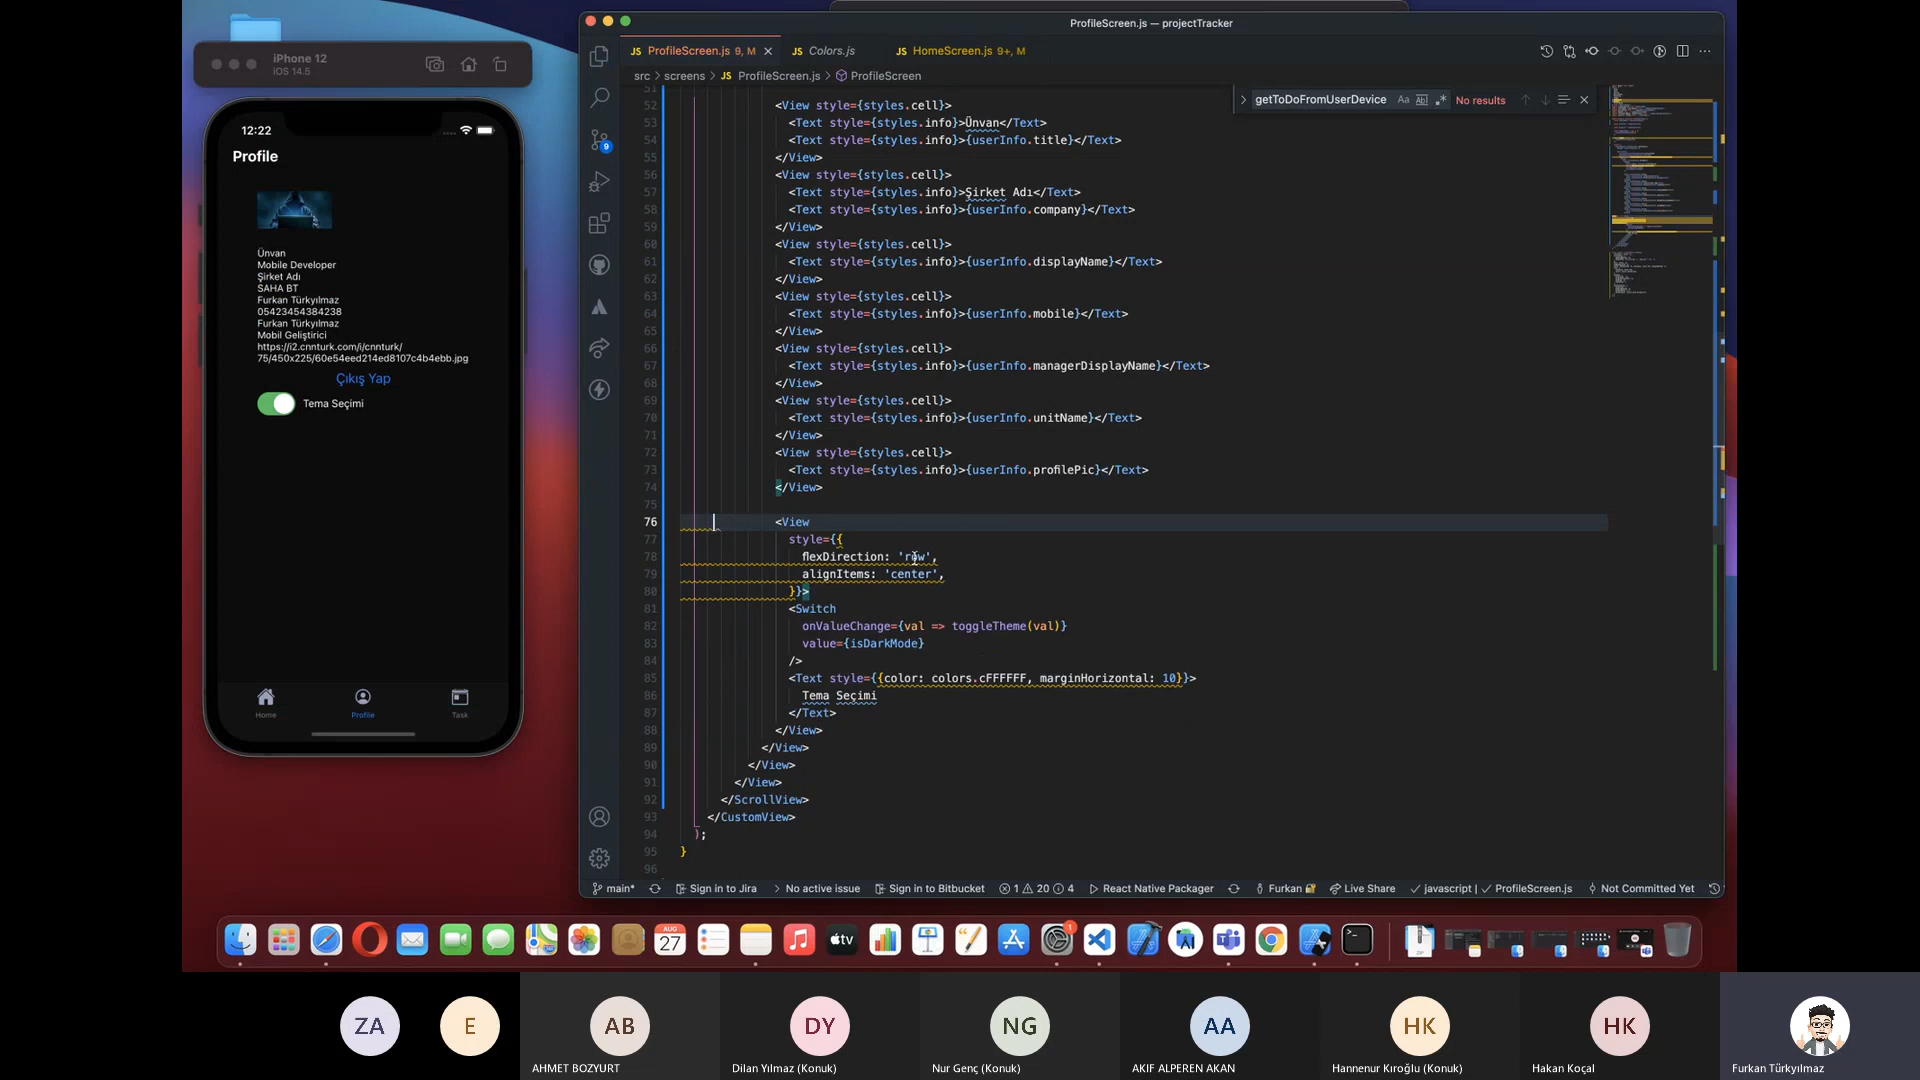 iPhone 12
iOS 14.5
12:22
Profile
Ünvan
Mobile Developer
Şirket Adı
SAHA BT
Furkan Türkyılmaz
05423454384238
Furkan Türkyılmaz
Mobil Geliştirici
https://i2.cnnturk.com/i/cnnturk/
75/450x225/60e54eed214ed8107c4b4ebb.jpg
Çıkış Yap
Tema Seçimi
Home
Profile
Task
ProfileScreen.js — projectTracker
JS ProfileScreen.js 9, M
JS Colors.js
JS HomeScreen.js 9+, M
src > screens > JS ProfileScreen.js > ProfileScreen
getToDoFromUserDevice Aa Ab No results
9
51
52 <View style={styles.cell}>
53 <Text style={styles.info}>Ünvan</Text>
54 <Text style={styles.info}>{userInfo.title}</Text>
55 </View>
56 <View style={styles.cell}>
57 <Text style={styles.info}>Şirket Adı</Text>
58 <Text style={styles.info}>{userInfo.company}</Text>
59 </View>
60 <View style={styles.cell}>
61 <Text style={styles.info}>{userInfo.displayName}</Text>
62 </View>
63 <View style={styles.cell}>
64 <Text style={styles.info}>{userInfo.mobile}</Text>
65 </View>
66 <View style={styles.cell}>
67 <Text style={styles.info}>{userInfo.managerDisplayName}</Text>
68 </View>
69 <View style={styles.cell}>
70 <Text style={styles.info}>{userInfo.unitName}</Text>
71 </View>
72 <View style={styles.cell}>
73 <Text style={styles.info}>{userInfo.profilePic}</Text>
74 </View>
75
76 <View
77 style={{
78 flexDirection: 'row',
79 alignItems: 'center',
80 }}>
81 <Switch
82 onValueChange={val => toggleTheme(val)}
83 value={isDarkMode}
84 />
85 <Text style={{color: colors.cFFFFFF, marginHorizontal: 10}}>
86 Tema Seçimi
87 </Text>
88 </View>
89 </View>
90 </View>
91 </View>
92 </ScrollView>
93 </CustomView>
94 );
95 }
96
main* Sign in to Jira No active issue Sign in to Bitbucket 1 20 4 React Native Packager Furkan Live Share javascript | ProfileScreen.js Not Committed Yet
AUG
27
tv
1
ZA
E
AB
DY
NG
AA
HK
HK
AHMET BOZYURT
Dilan Yılmaz (Konuk)
Nur Genç (Konuk)
AKIF ALPEREN AKAN
Hannenur Kıroğlu (Konuk)
Hakan Koçal
Furkan Türkyılmaz